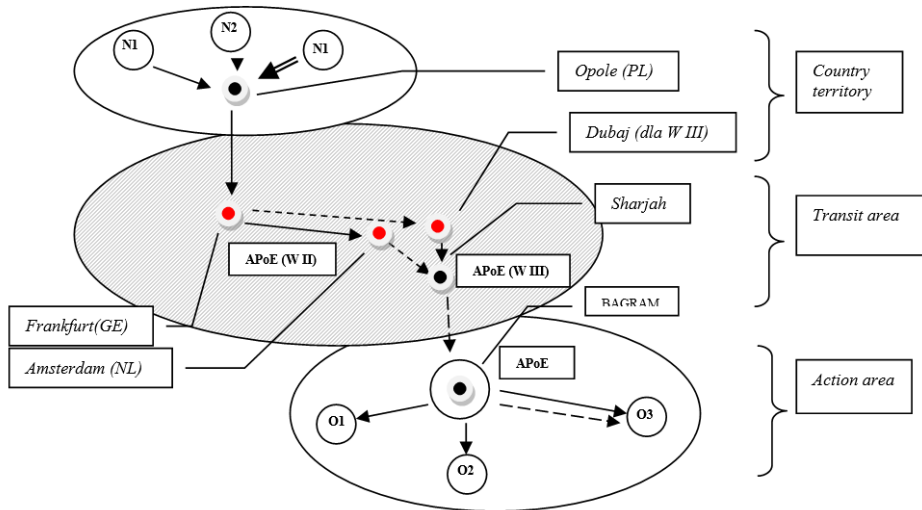 N1
N2
N1
Opole (PL)
Country
territory
Dubaj (dla W III)
Sharjah
Transit area
APoE (W II)
APoE (W III)
BAGRAM
Frankfurt(GE)
Amsterdam (NL)
APoE
Action area
O1
O3
O2